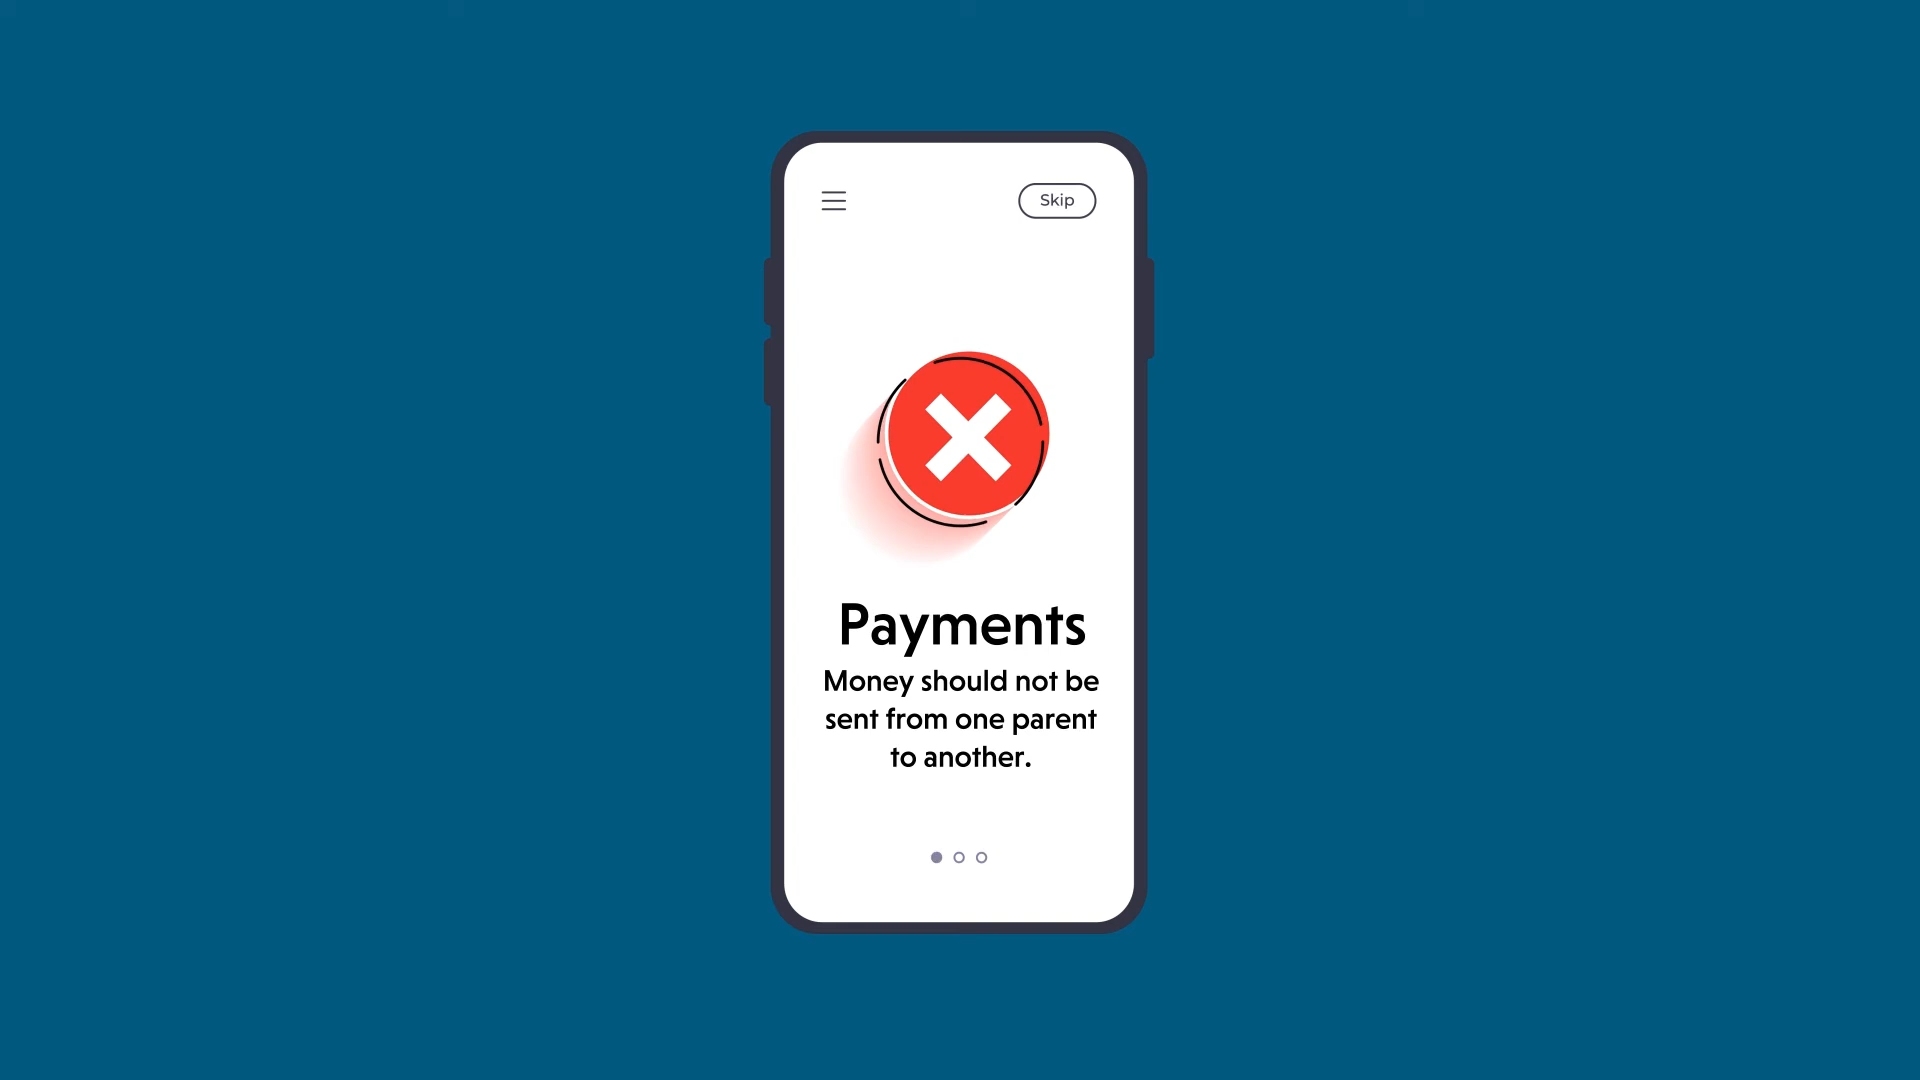 Skip
Payments
Money should not be
sent from one parent
to another.